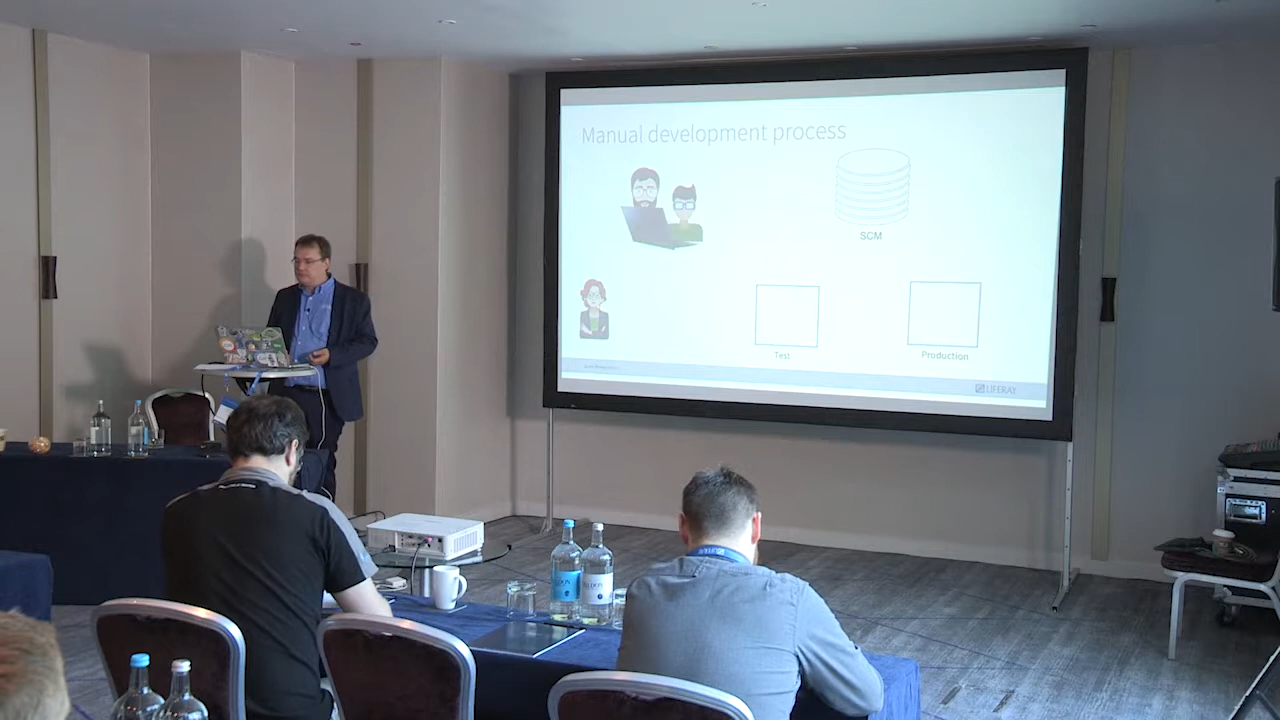 Manual development process
SCM
Test
Production
LIFERAY